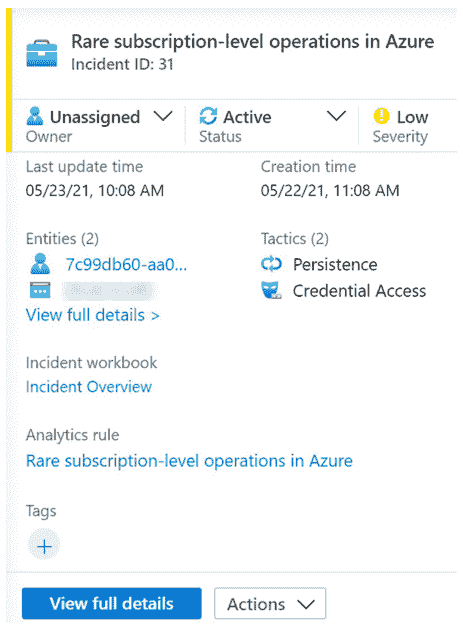 Rare subscription-level operations in Azure
Incident ID: 31
Unassigned Active Low
Owner Status Severity
Last update time Creation time
05/23/21, 10:08 AM 05/22/21, 11:08 AM
Entities (2) Tactics (2)
7c99db60-aa0... Persistence
Credential Access
View full details >
Incident workbook
Incident Overview
Analytics rule
Rare subscription-level operations in Azure
Tags
+
View full details Actions